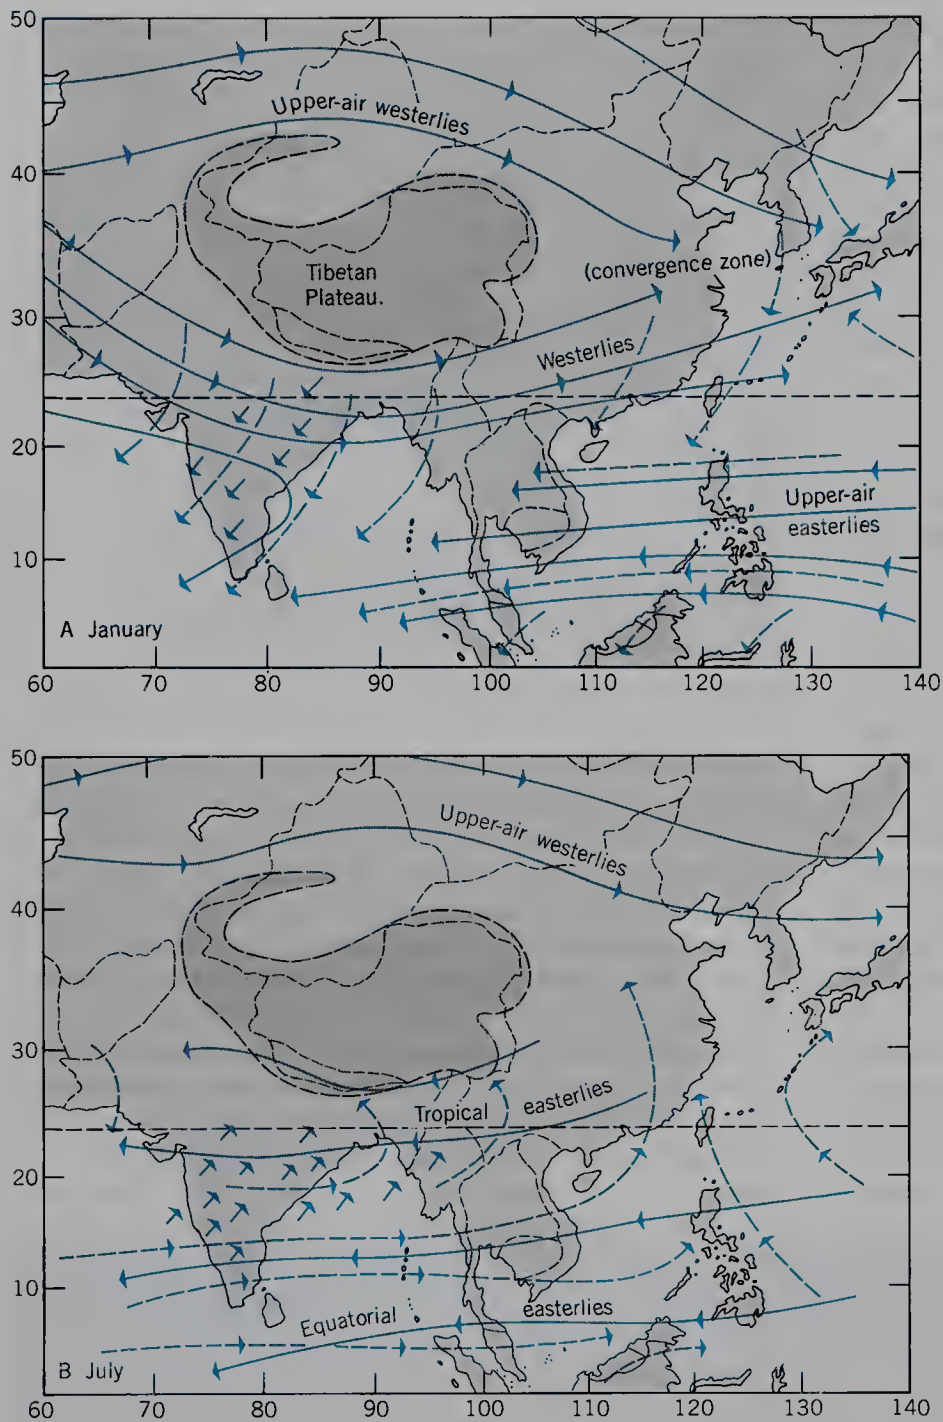 50
40
30
20
10
Upper-air westerlies
Tibetan
Plateau.
(convergence zone)
Westerlies
Upper-air
easterlies
A January
60 70 80 90 100 110 120 130 140
50
40
30
20
10
Upper-air westerlies
Tropical easterlies
Equatorial easterlies
B July
60 70 80 90 100 110 120 130 140